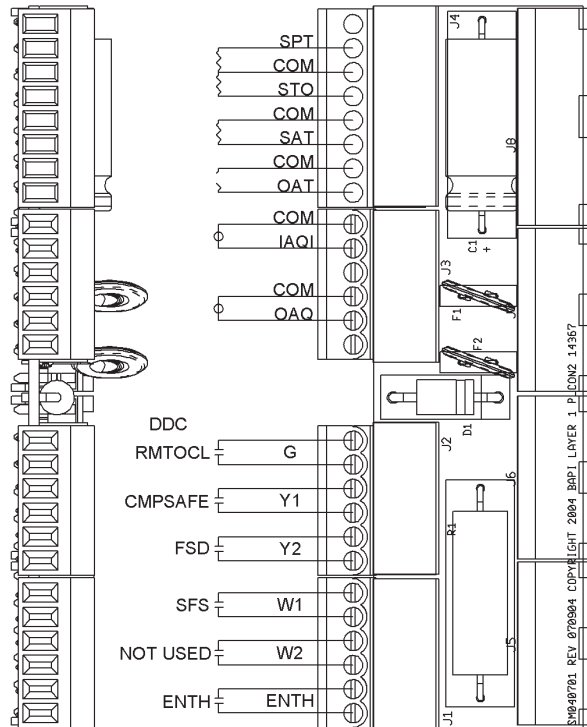 SPT
COM
STO
COM
SAT
COM
OAT
COM
IAQI
COM
OAQ
DDC
RMTOCL G
CMPSAFE Y1
FSD Y2
SFS W1
NOT USED W2
ENTH ENTH
J4
J8
C1 +
J3
F1
F2
D1
J2
J6
R1
J5
J1
SM040701 REV 070904 COPYRIGHT 2004 BAPI LAYER 1 P CON2 14367